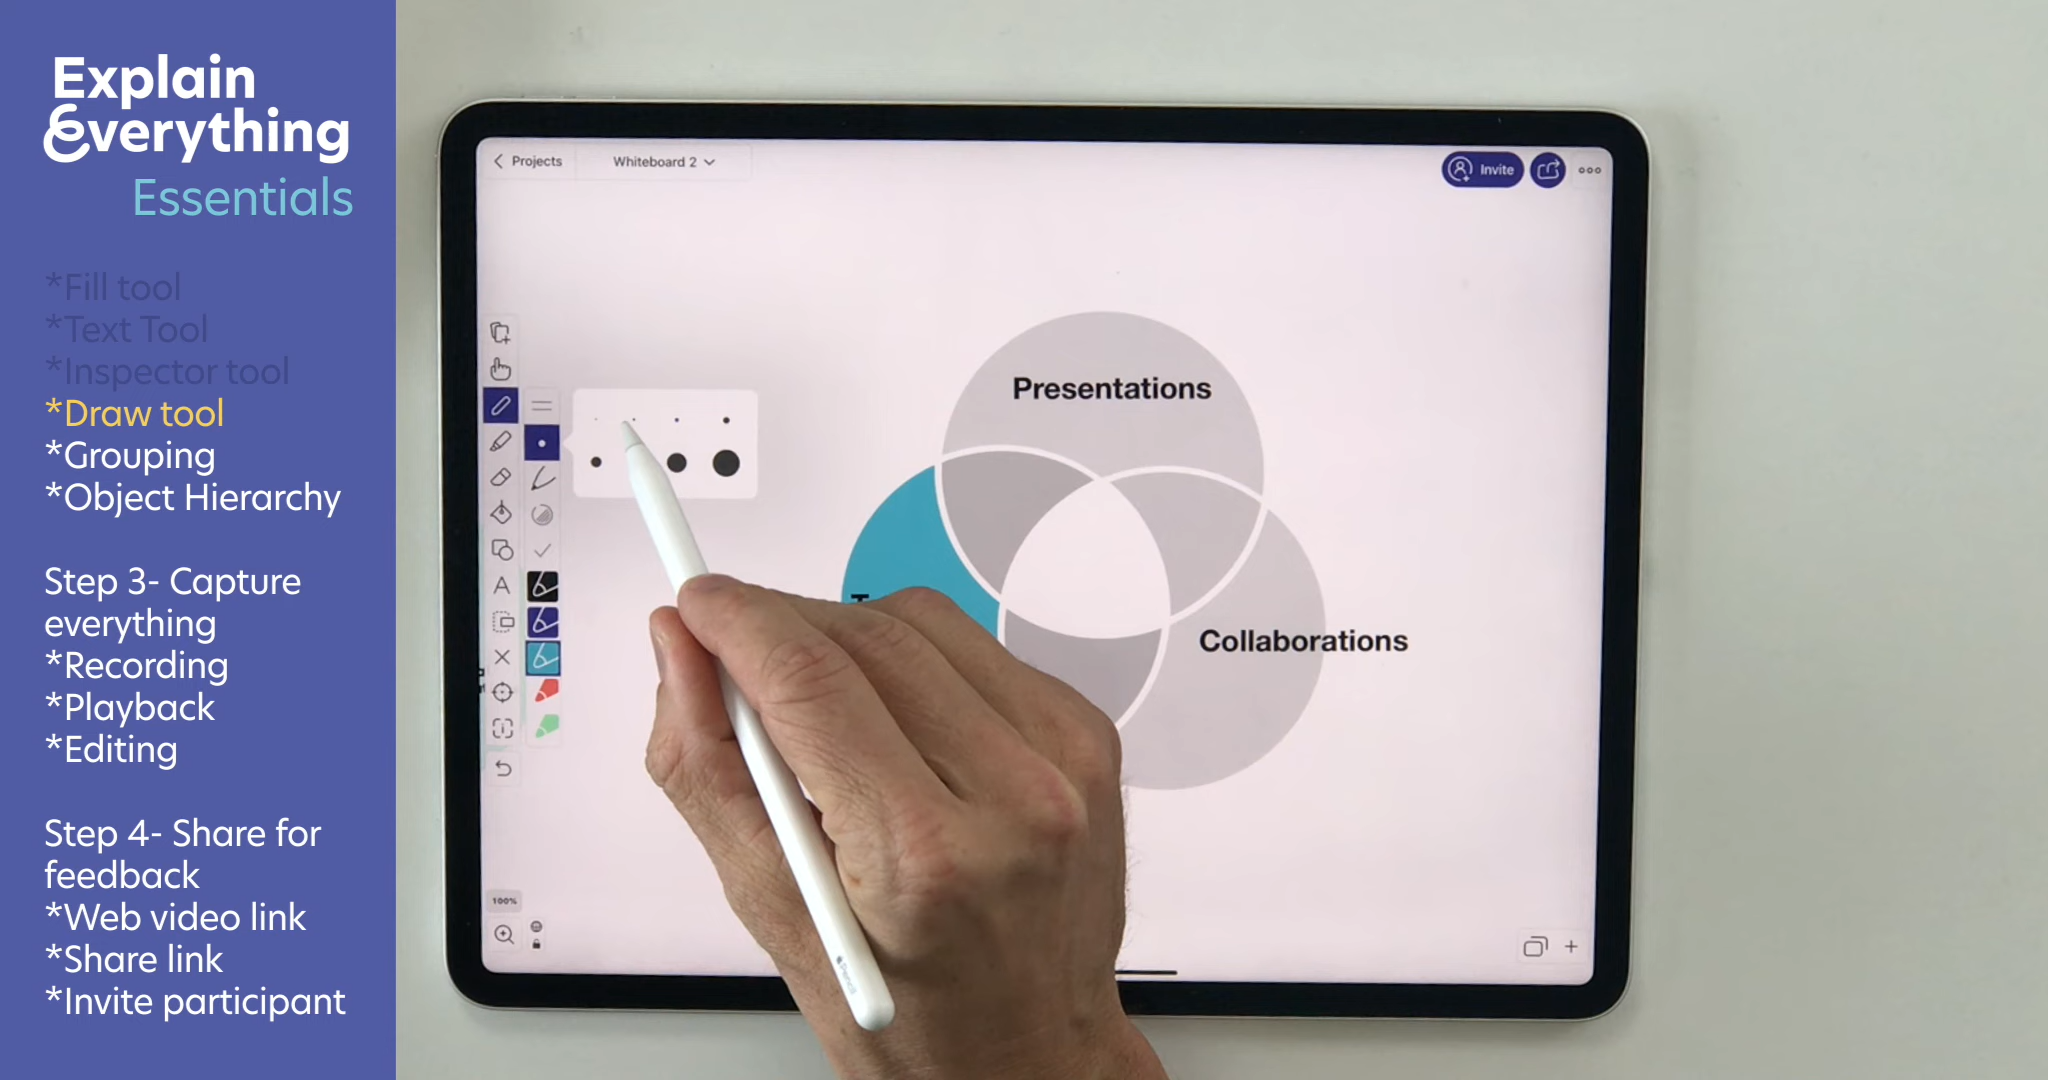 Explain
Everything
Essentials
*Fill tool
*Text Tool
*Inspector tool
*Draw tool
*Grouping
*Object Hierarchy
Step 3- Capture
everything
*Recording
*Playback
*Editing
Step 4- Share for
feedback
*Web video link
*Share link
*Invite participant
Projects
Whiteboard 2
Invite
Presentations
Collaborations
A
100%
Pencil